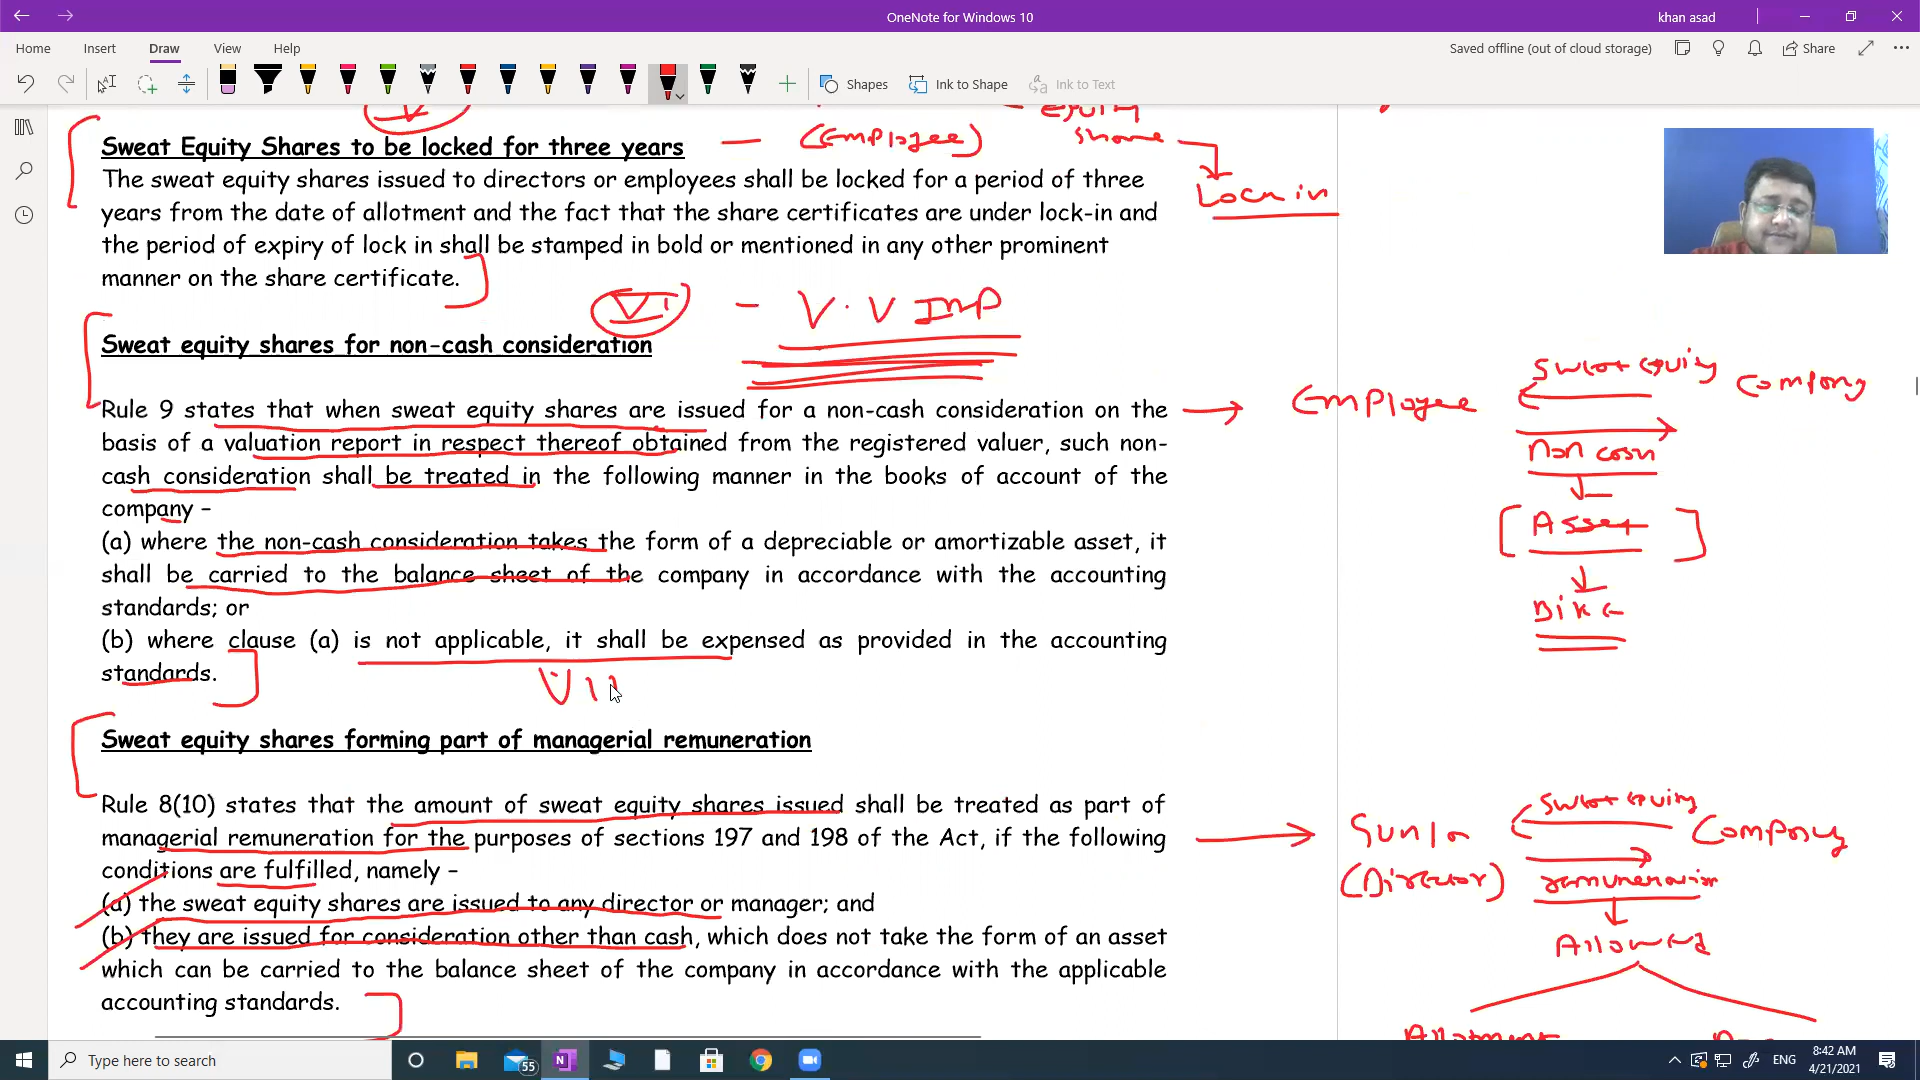 OneNote for Windows 10
khan asad
Home
Insert
Draw
View
Help
Saved offline (out of cloud storage)
Share
Shapes
Ink to Shape
Ink to Text
V
Equity
Sweat Equity Shares to be locked for three years
— (Employee)
share
Lock in
The sweat equity shares issued to directors or employees shall be locked for a period of three
years from the date of allotment and the fact that the share certificates are under lock-in and
the period of expiry of lock in shall be stamped in bold or mentioned in any other prominent
manner on the share certificate.
VI – V.V IMP
Sweat equity shares for non-cash consideration
Rule 9 states that when sweat equity shares are issued for a non-cash consideration on the
basis of a valuation report in respect thereof obtained from the registered valuer, such non-
cash consideration shall be treated in the following manner in the books of account of the
company –
(a) where the non-cash consideration takes the form of a depreciable or amortizable asset, it
shall be carried to the balance sheet of the company in accordance with the accounting
standards; or
(b) where clause (a) is not applicable, it shall be expensed as provided in the accounting
standards.
Employee
Sweat equity
Company
Non cash
[Asset]
Bike
VII
Sweat equity shares forming part of managerial remuneration
Rule 8(10) states that the amount of sweat equity shares issued shall be treated as part of
managerial remuneration for the purposes of sections 197 and 198 of the Act, if the following
conditions are fulfilled, namely –
(a) the sweat equity shares are issued to any director or manager; and
(b) they are issued for consideration other than cash, which does not take the form of an asset
which can be carried to the balance sheet of the company in accordance with the applicable
accounting standards.
Sweat equity
Company
(Director)
remuneration
Allowed
Allotment
Type here to search
55
ENG
8:42 AM
4/21/2021